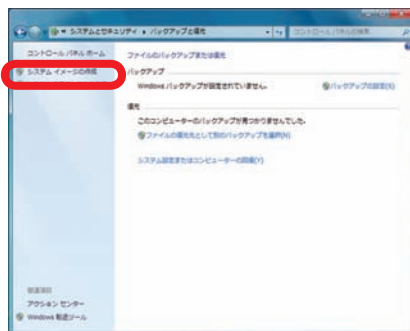 システムとセキュリティ ▸ バックアップと復元
コントロール パネルの検索
コントロール パネル ホーム
システム イメージの作成
ファイルのバックアップまたは復元
バックアップ
Windows バックアップが設定されていません。
バックアップの設定(S)
復元
このコンピューターのバックアップが見つかりませんでした。
ファイルの復元元として別のバックアップを選択(N)
システム設定またはコンピューターの回復(Y)
関連項目
アクション センター
Windows 転送ツール